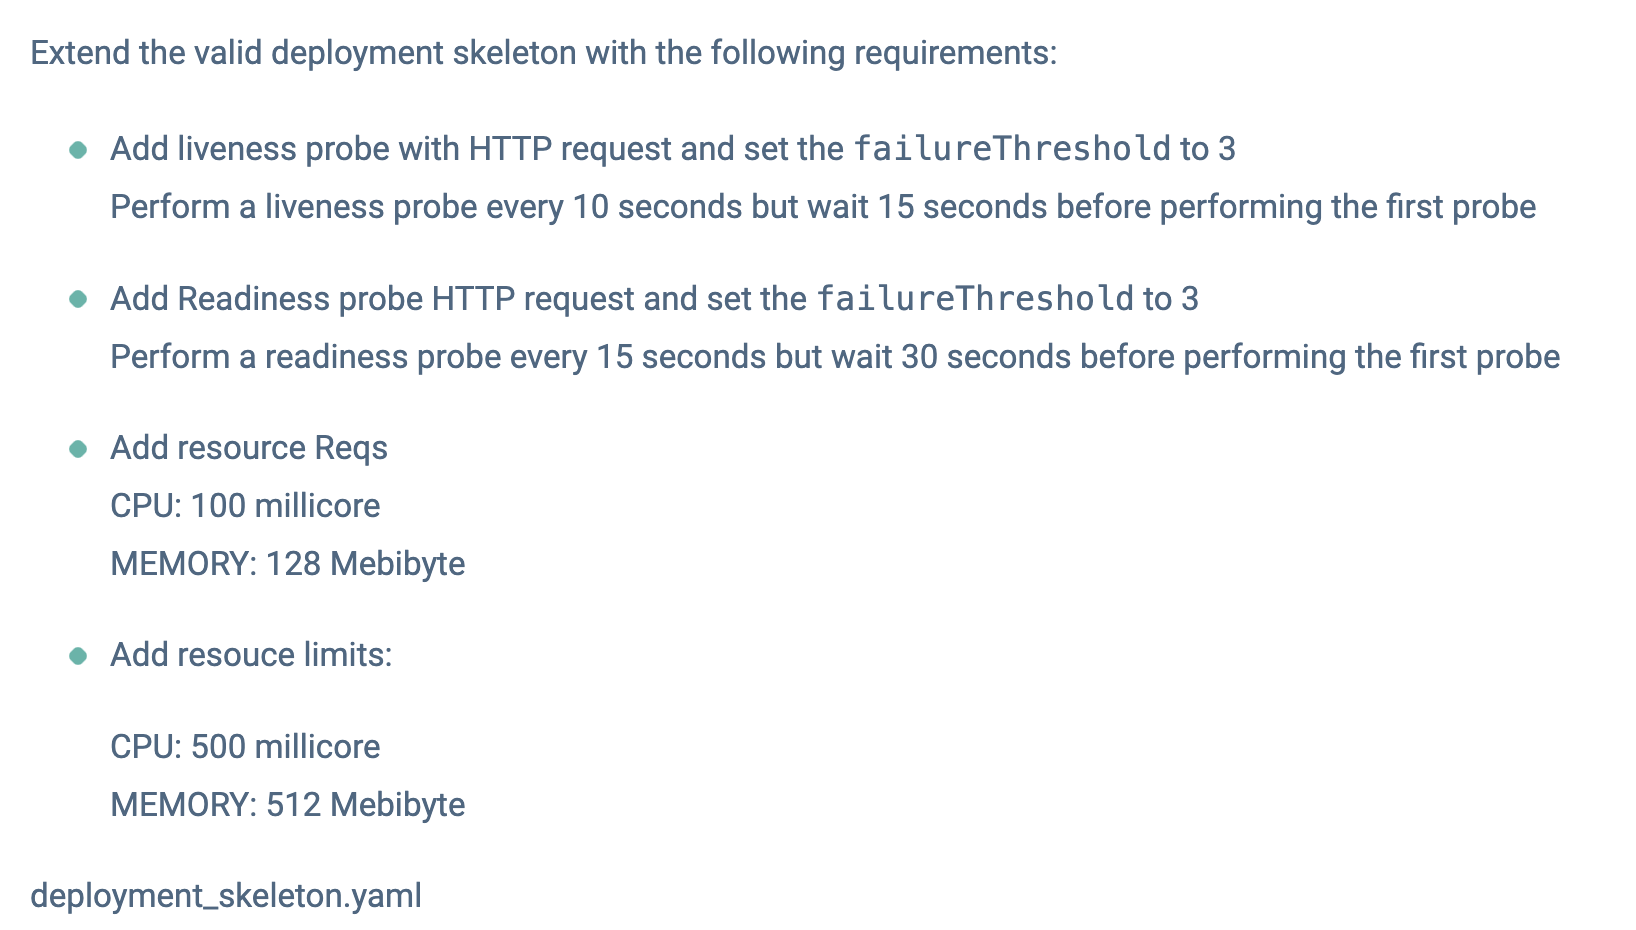 Extend the valid deployment skeleton with the following requirements:
Add liveness probe with HTTP request and set the failureThreshold to 3
Perform a liveness probe every 10 seconds but wait 15 seconds before performing the first probe
Add Readiness probe HTTP request and set the failureThreshold to 3
Perform a readiness probe every 15 seconds but wait 30 seconds before performing the first probe
Add resource Reqs
CPU: 100 millicore
MEMORY: 128 Mebibyte
Add resouce limits:
CPU: 500 millicore
MEMORY: 512 Mebibyte
deployment_skeleton.yaml